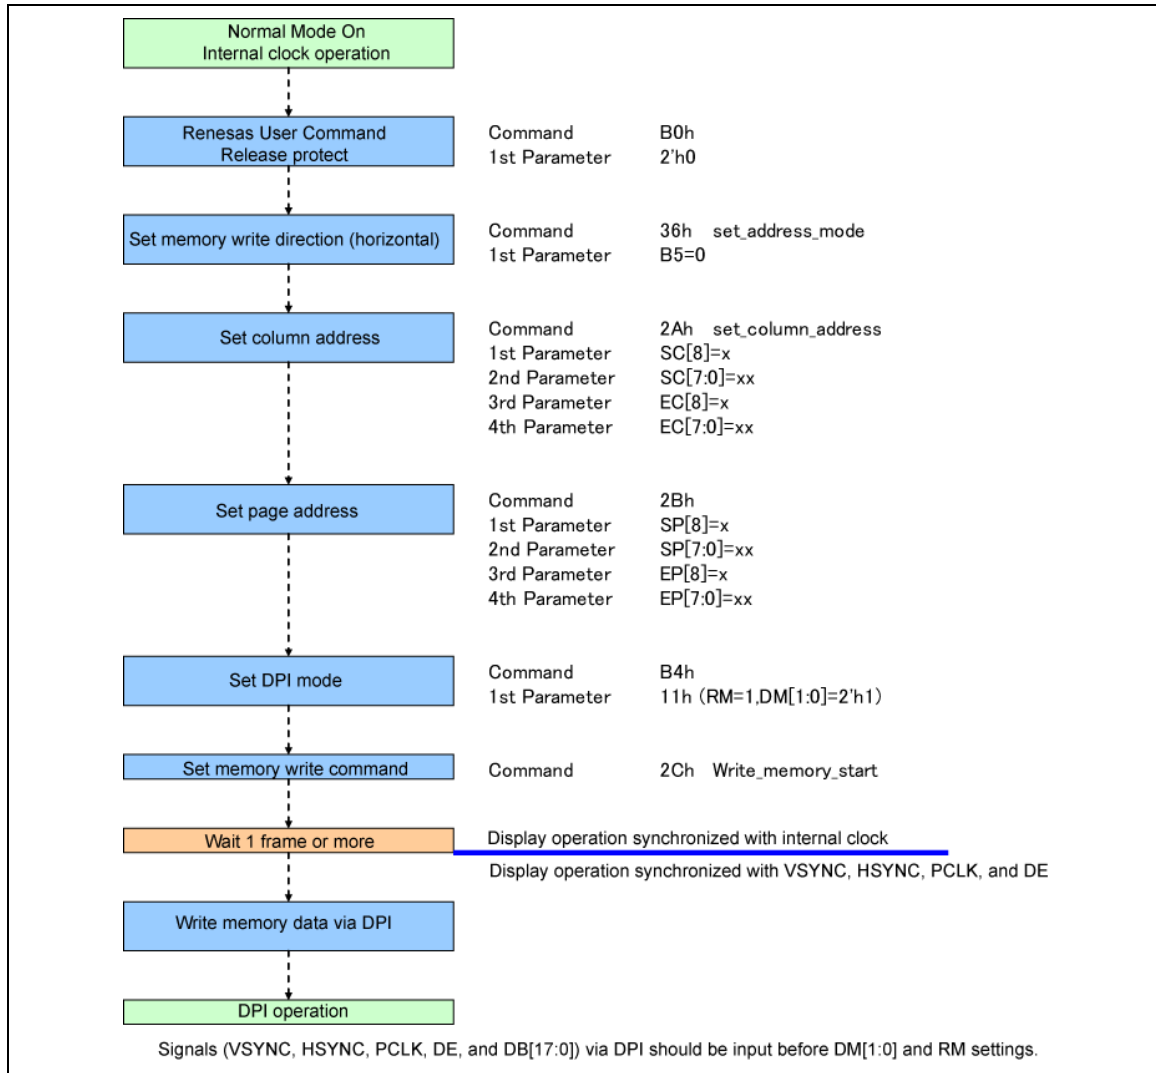 Normal Mode On
Internal clock operation
Renesas User Command
Release protect
Command B0h
1st Parameter 2'h0
Set memory write direction (horizontal)
Command 36h set_address_mode
1st Parameter B5=0
Set column address
Command 2Ah set_column_address
1st Parameter SC[8]=x
2nd Parameter SC[7:0]=xx
3rd Parameter EC[8]=x
4th Parameter EC[7:0]=xx
Set page address
Command 2Bh
1st Parameter SP[8]=x
2nd Parameter SP[7:0]=xx
3rd Parameter EP[8]=x
4th Parameter EP[7:0]=xx
Set DPI mode
Command B4h
1st Parameter 11h (RM=1,DM[1:0]=2'h1)
Set memory write command
Command 2Ch Write_memory_start
Wait 1 frame or more
Display operation synchronized with internal clock
Display operation synchronized with VSYNC, HSYNC, PCLK, and DE
Write memory data via DPI
DPI operation
Signals (VSYNC, HSYNC, PCLK, DE, and DB[17:0]) via DPI should be input before DM[1:0] and RM settings.